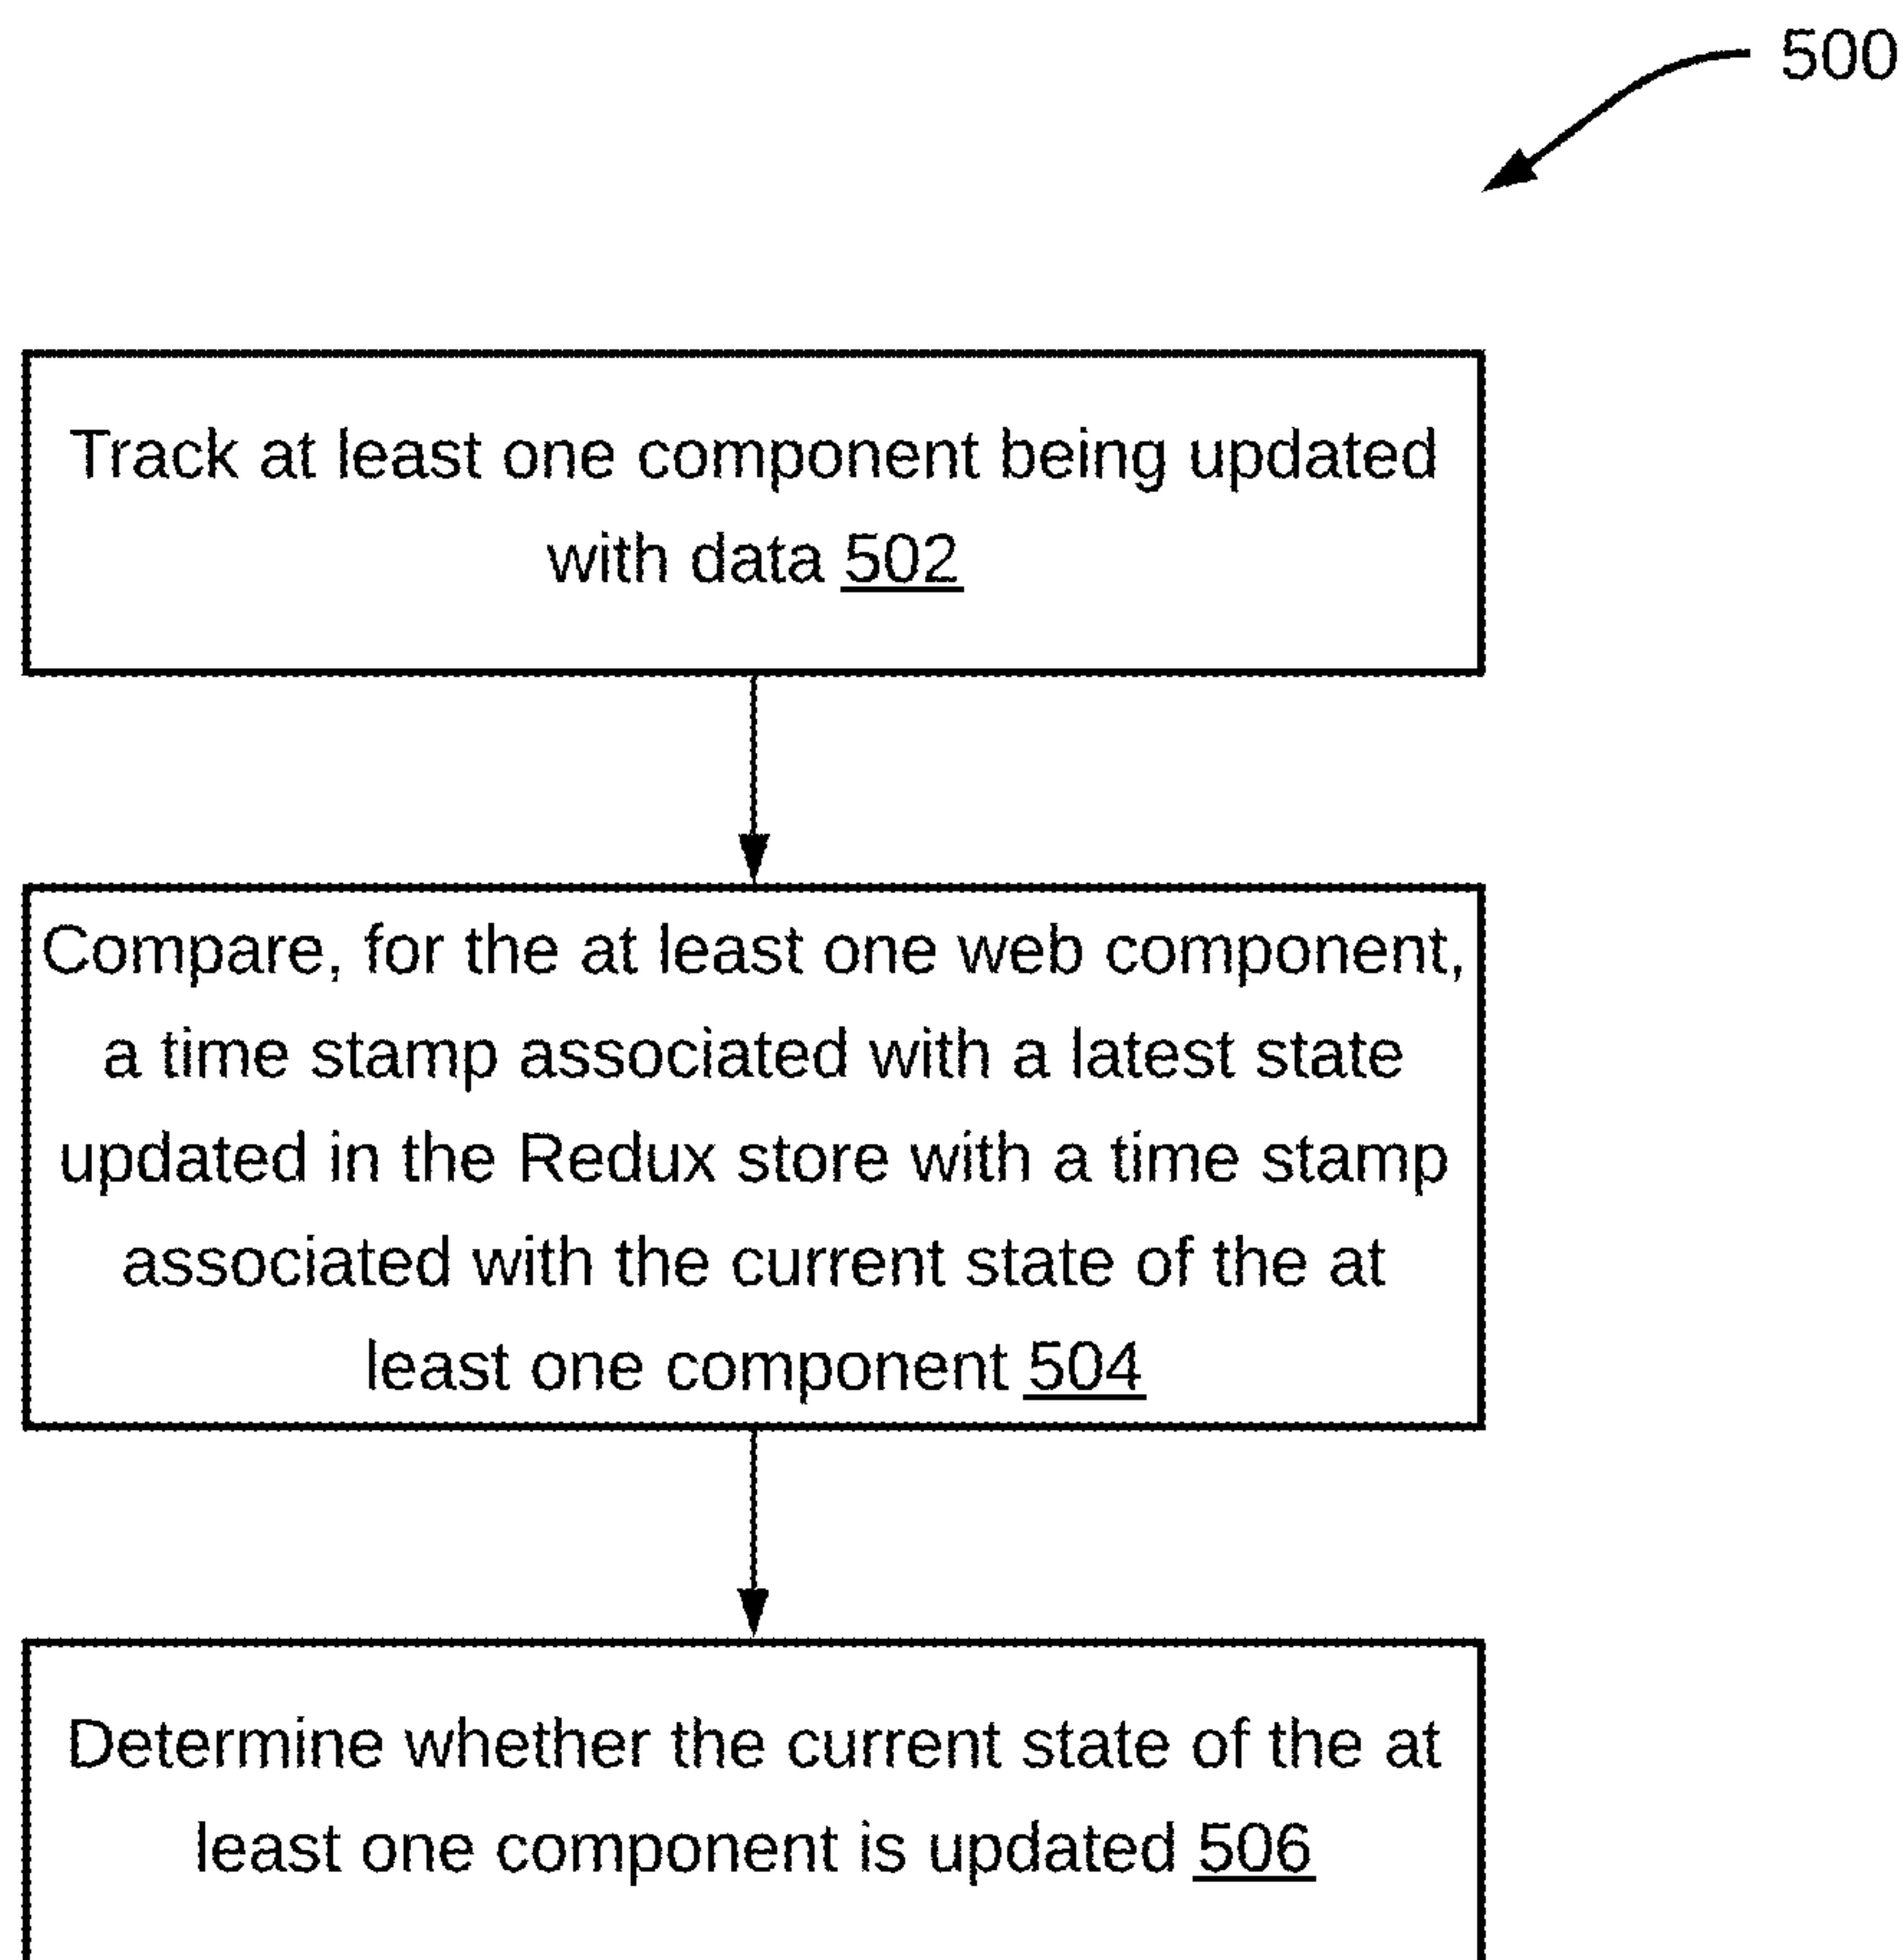 500
Track at least one component being updated
with data 502
Compare, for the at least one web component,
a time stamp associated with a latest state
updated in the Redux store with a time stamp
associated with the current state of the at
least one component 504
Determine whether the current state of the at
least one component is updated 506